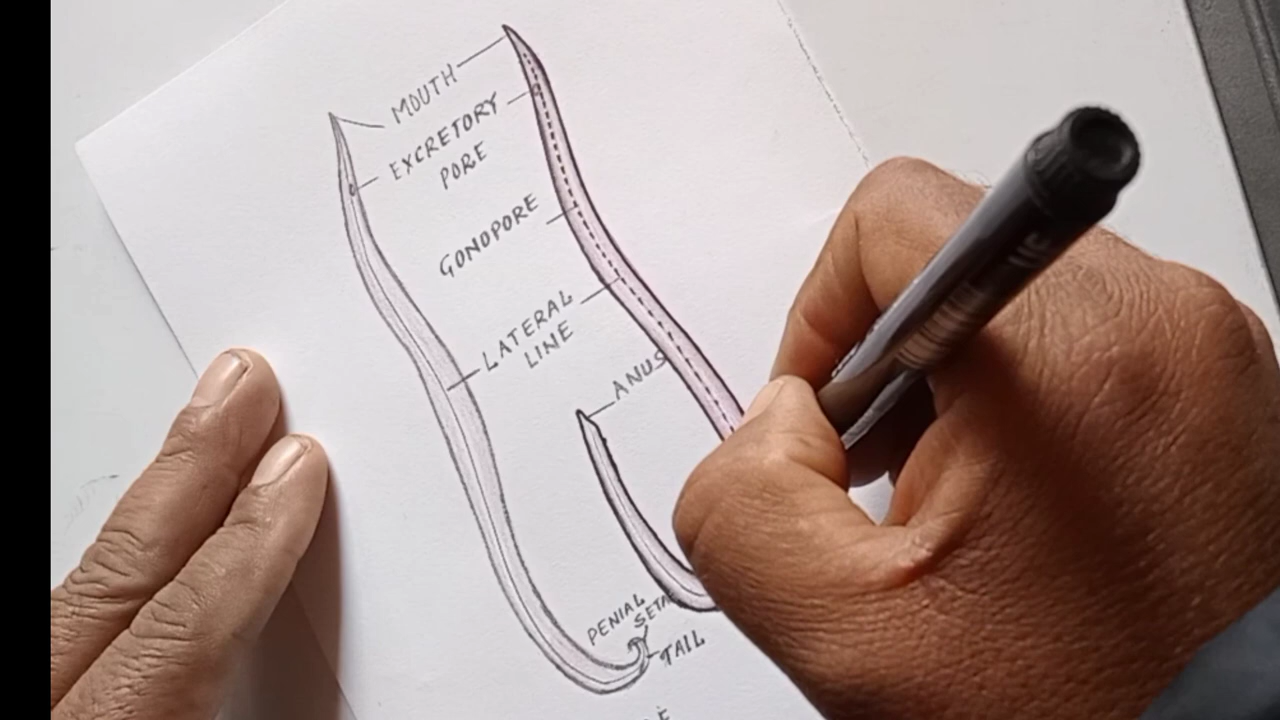 MOUTH
EXCRETORY
PORE
GONOPORE
LATERAL
LINE
ANUS
PENIAL
SETAE
TAIL